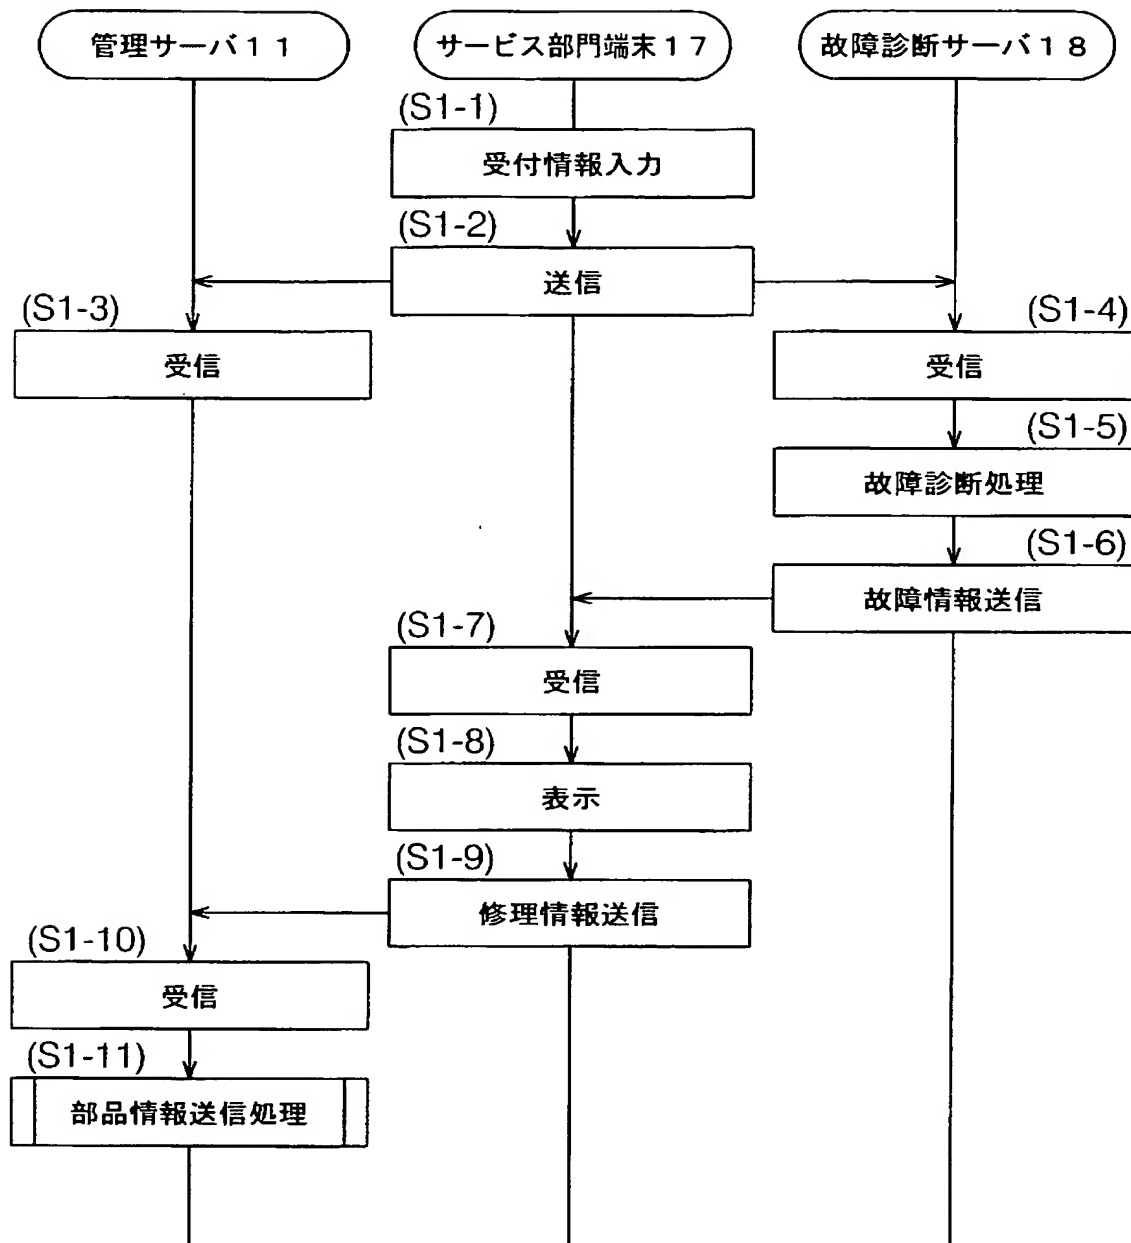 管理サーバ１１
サービス部門端末１７
故障診断サーバ１８
(S1-1)
受付情報入力
(S1-2)
送信
(S1-3)
受信
(S1-4)
受信
(S1-5)
故障診断処理
(S1-6)
故障情報送信
(S1-7)
受信
(S1-8)
表示
(S1-9)
修理情報送信
(S1-10)
受信
(S1-11)
部品情報送信処理